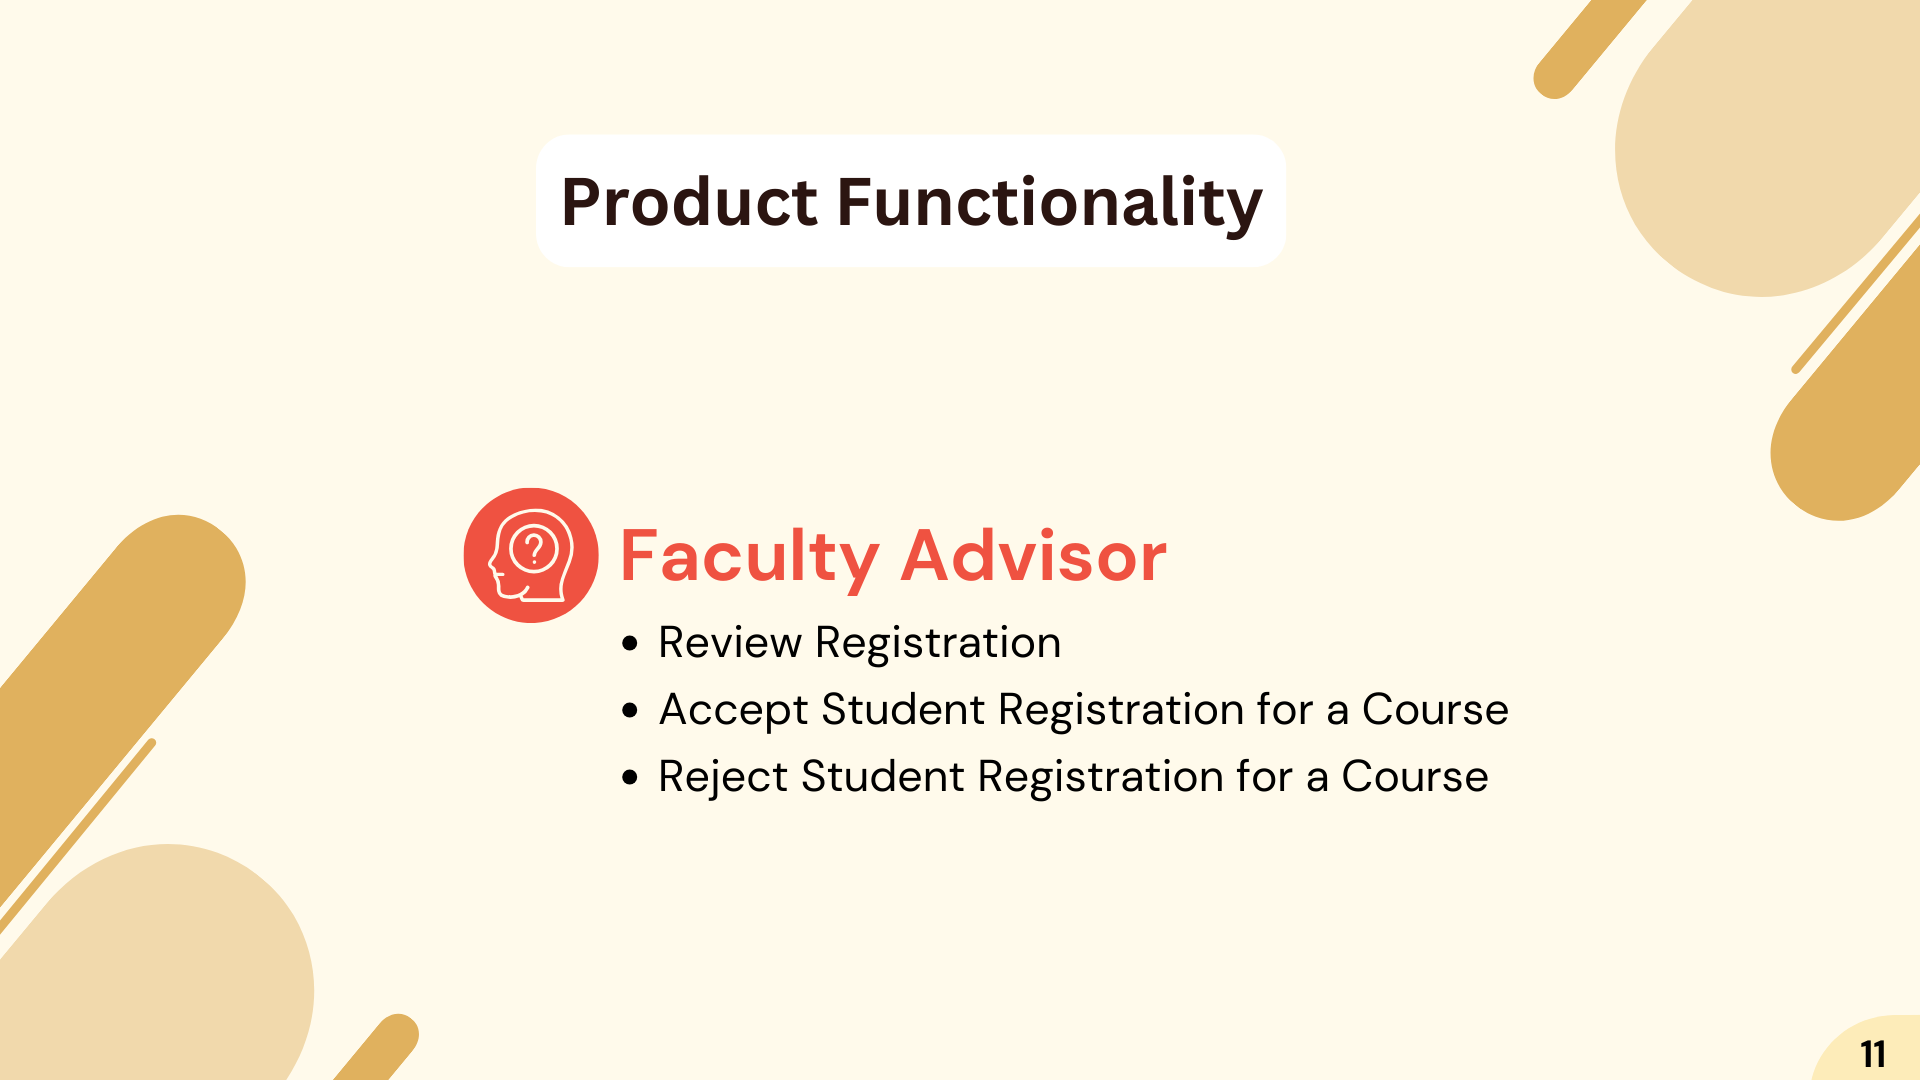 Product Functionality
Faculty Advisor
• Review Registration
• Accept Student Registration for a Course
• Reject Student Registration for a Course
11